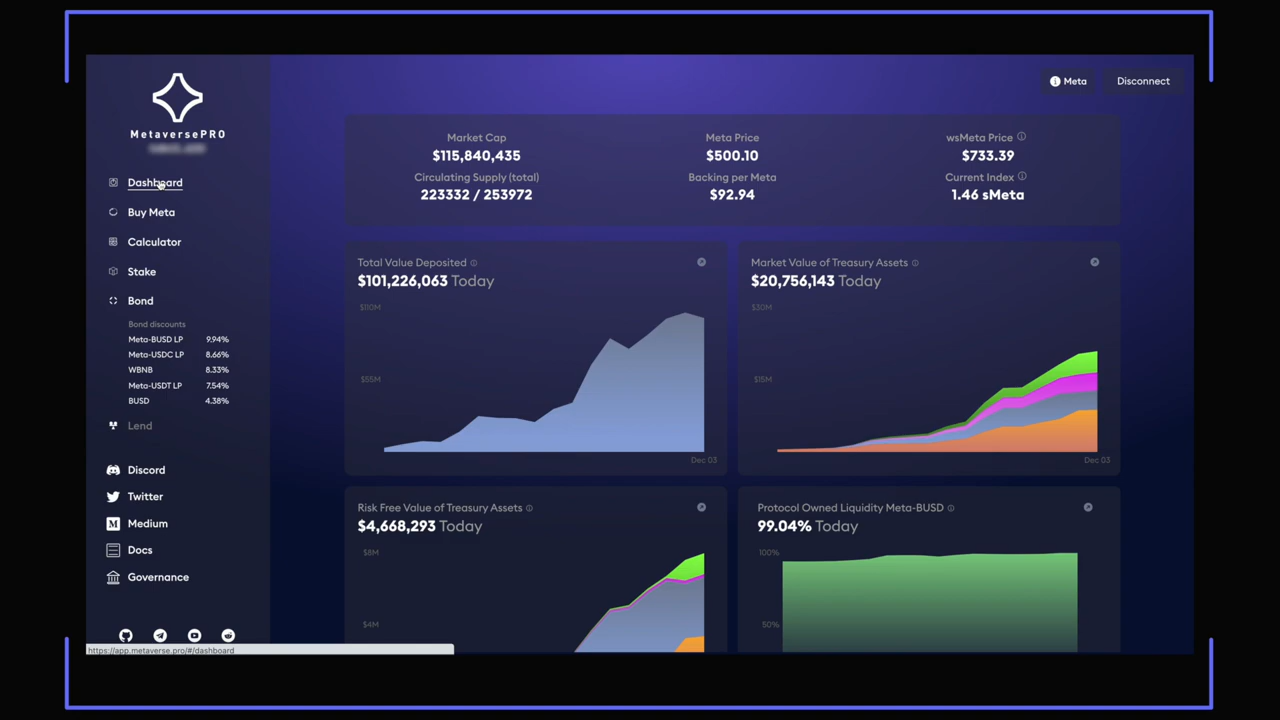 MetaversePRO
Dashboard
Buy Meta
Calculator
Stake
Bond
Bond discounts
Meta-BUSD LP 9.94%
Meta-USDC LP 8.66%
WBNB 8.33%
Meta-USDT LP 7.54%
BUSD 4.38%
Lend
Discord
Twitter
Medium
Docs
Governance
https://app.metaverse.pro/#/dashboard
Meta Disconnect
Market Cap Meta Price wsMeta Price
$115,840,435 $500.10 $733.39
Circulating Supply (total) Backing per Meta Current Index
223332 / 253972 $92.94 1.46 sMeta
Total Value Deposited
$101,226,063 Today
$110M
$55M
Dec 03
Market Value of Treasury Assets
$20,756,143 Today
$30M
$15M
Dec 03
Risk Free Value of Treasury Assets
$4,668,293 Today
$8M
$4M
Protocol Owned Liquidity Meta-BUSD
99.04% Today
100%
50%